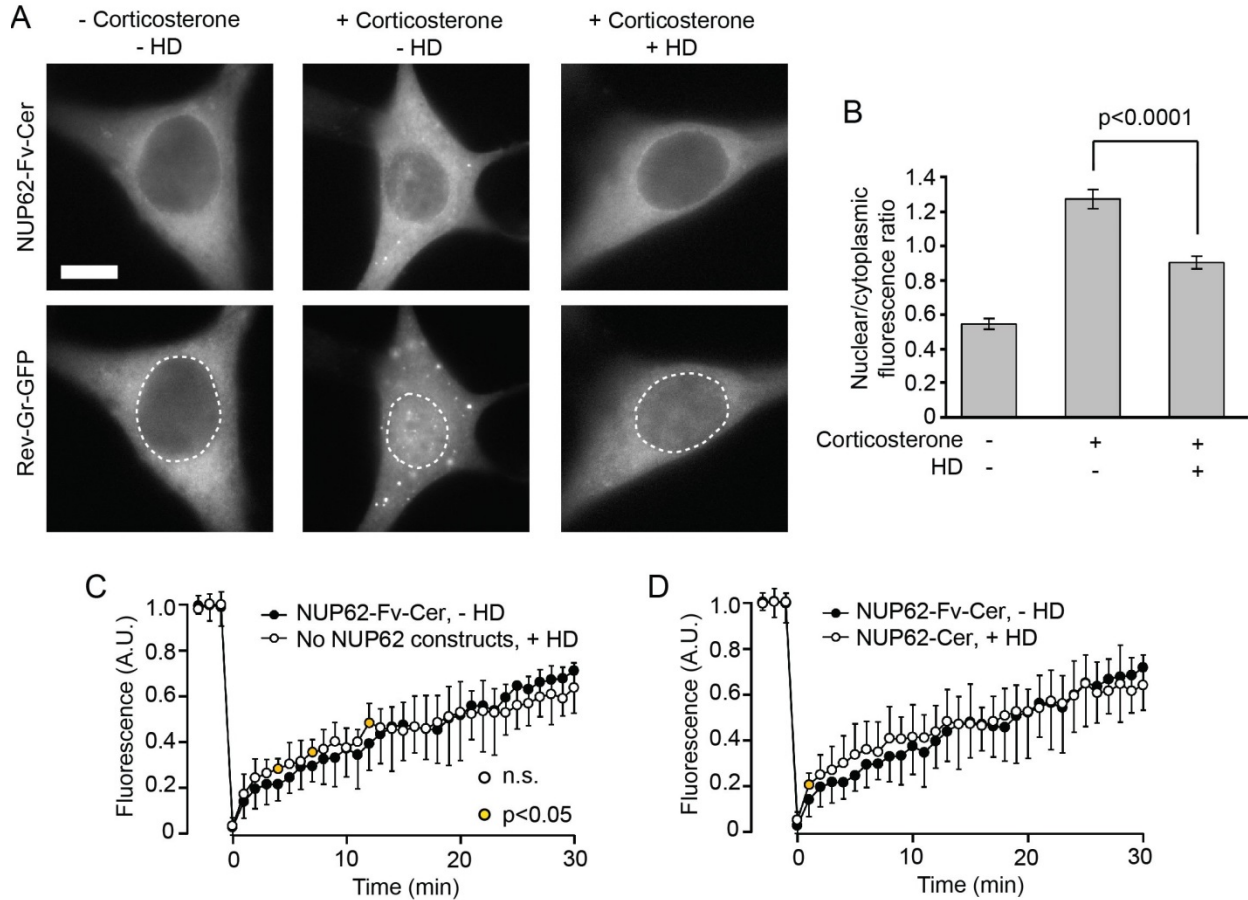 A
- Corticosterone
- HD
+ Corticosterone
- HD
+ Corticosterone
+ HD
NUP62-Fv-Cer
Rev-Gr-GFP
B
p<0.0001
Nuclear/cytoplasmic
fluorescence ratio
1.4
1.2
1.0
0.8
0.6
0.4
0.2
0
Corticosterone - + +
HD - - +
C
Fluorescence (A.U.)
1.0
0.8
0.6
0.4
0.2
0
NUP62-Fv-Cer, - HD
No NUP62 constructs, + HD
n.s.
p<0.05
0 10 20 30
Time (min)
D
Fluorescence (A.U.)
1.0
0.8
0.6
0.4
0.2
0
NUP62-Fv-Cer, - HD
NUP62-Cer, + HD
0 10 20 30
Time (min)